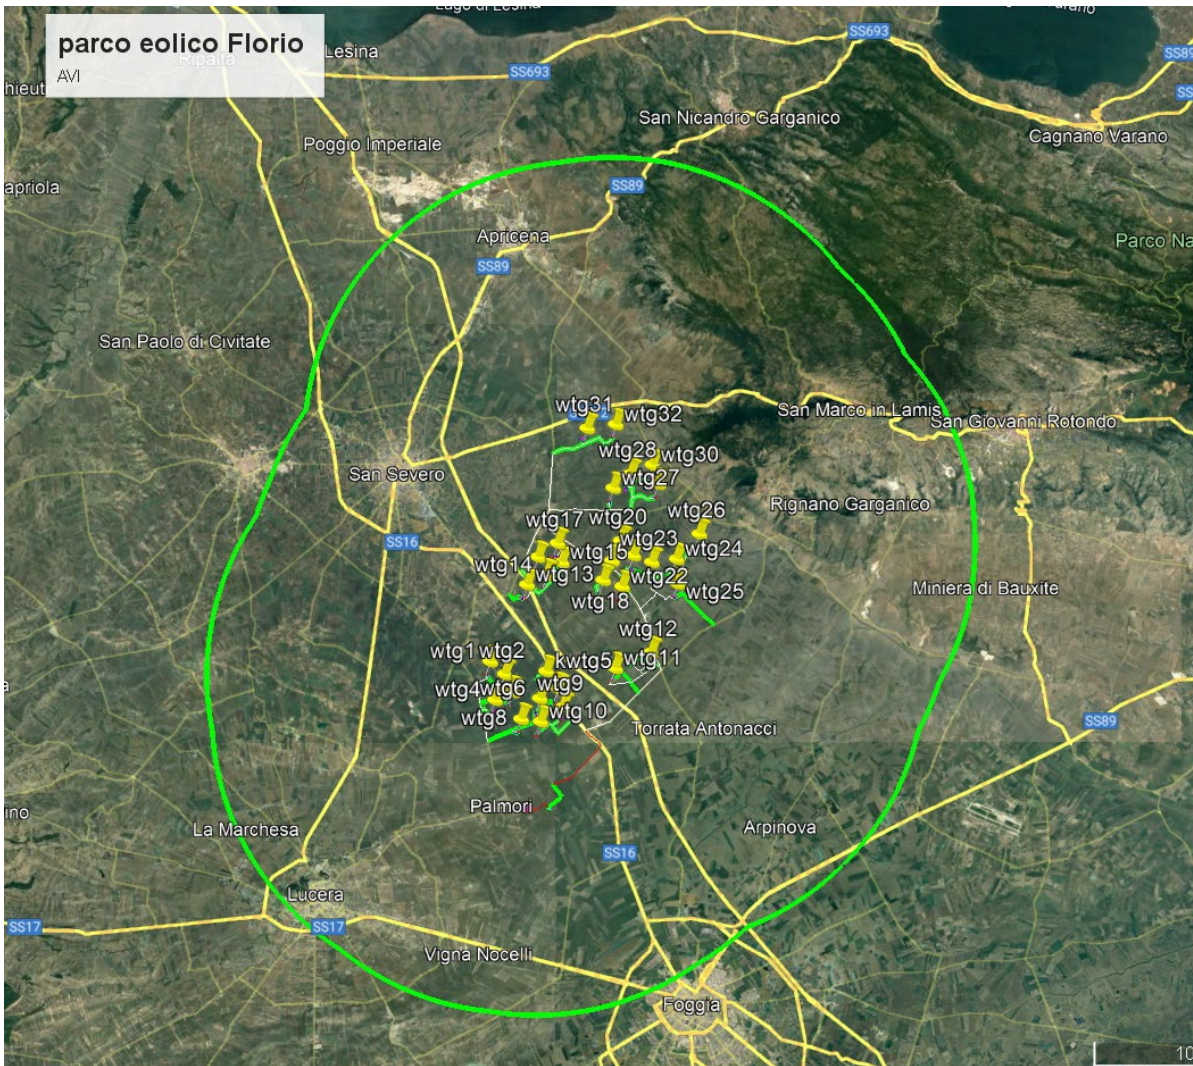 parco eolico Florio
AVI
Ripalta
Lesina
SS693
SS693
SS89
San Nicandro Garganico
Cagnano Varano
Poggio Imperiale
SS89
Apricena
SS89
San Paolo di Civitate
wtg31
wtg32
San Marco in Lamis
San Giovanni Rotondo
San Severo
wtg28
wtg30
wtg27
Rignano Garganico
wtg17
wtg20
wtg26
SS16
wtg23
wtg14
wtg15
wtg24
wtg13
wtg22
wtg18
wtg25
Miniera di Bauxite
wtg12
wtg1
wtg2
kwtg5
wtg11
wtg4
wtg6
wtg9
wtg8
wtg10
SS89
Torrata Antonacci
Palmori
La Marchesa
Arpinova
SS16
Lucera
SS17
SS17
Vigna Nocelli
Foggia
10